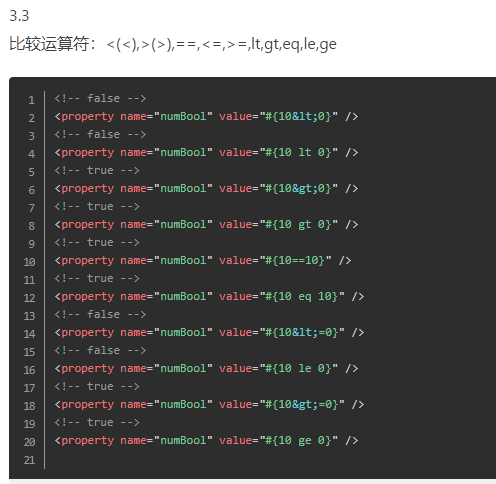 3.3
比较运算符：<(<),>(>),==,<=,>=,lt,gt,eq,le,ge
1 <!-- false -->
2 <property name="numBool" value="#{10&lt;0}" />
3 <!-- false -->
4 <property name="numBool" value="#{10 lt 0}" />
5 <!-- true -->
6 <property name="numBool" value="#{10&gt;0}" />
7 <!-- true -->
8 <property name="numBool" value="#{10 gt 0}" />
9 <!-- true -->
10 <property name="numBool" value="#{10==10}" />
11 <!-- true -->
12 <property name="numBool" value="#{10 eq 10}" />
13 <!-- false -->
14 <property name="numBool" value="#{10&lt;=0}" />
15 <!-- false -->
16 <property name="numBool" value="#{10 le 0}" />
17 <!-- true -->
18 <property name="numBool" value="#{10&gt;=0}" />
19 <!-- true -->
20 <property name="numBool" value="#{10 ge 0}" />
21